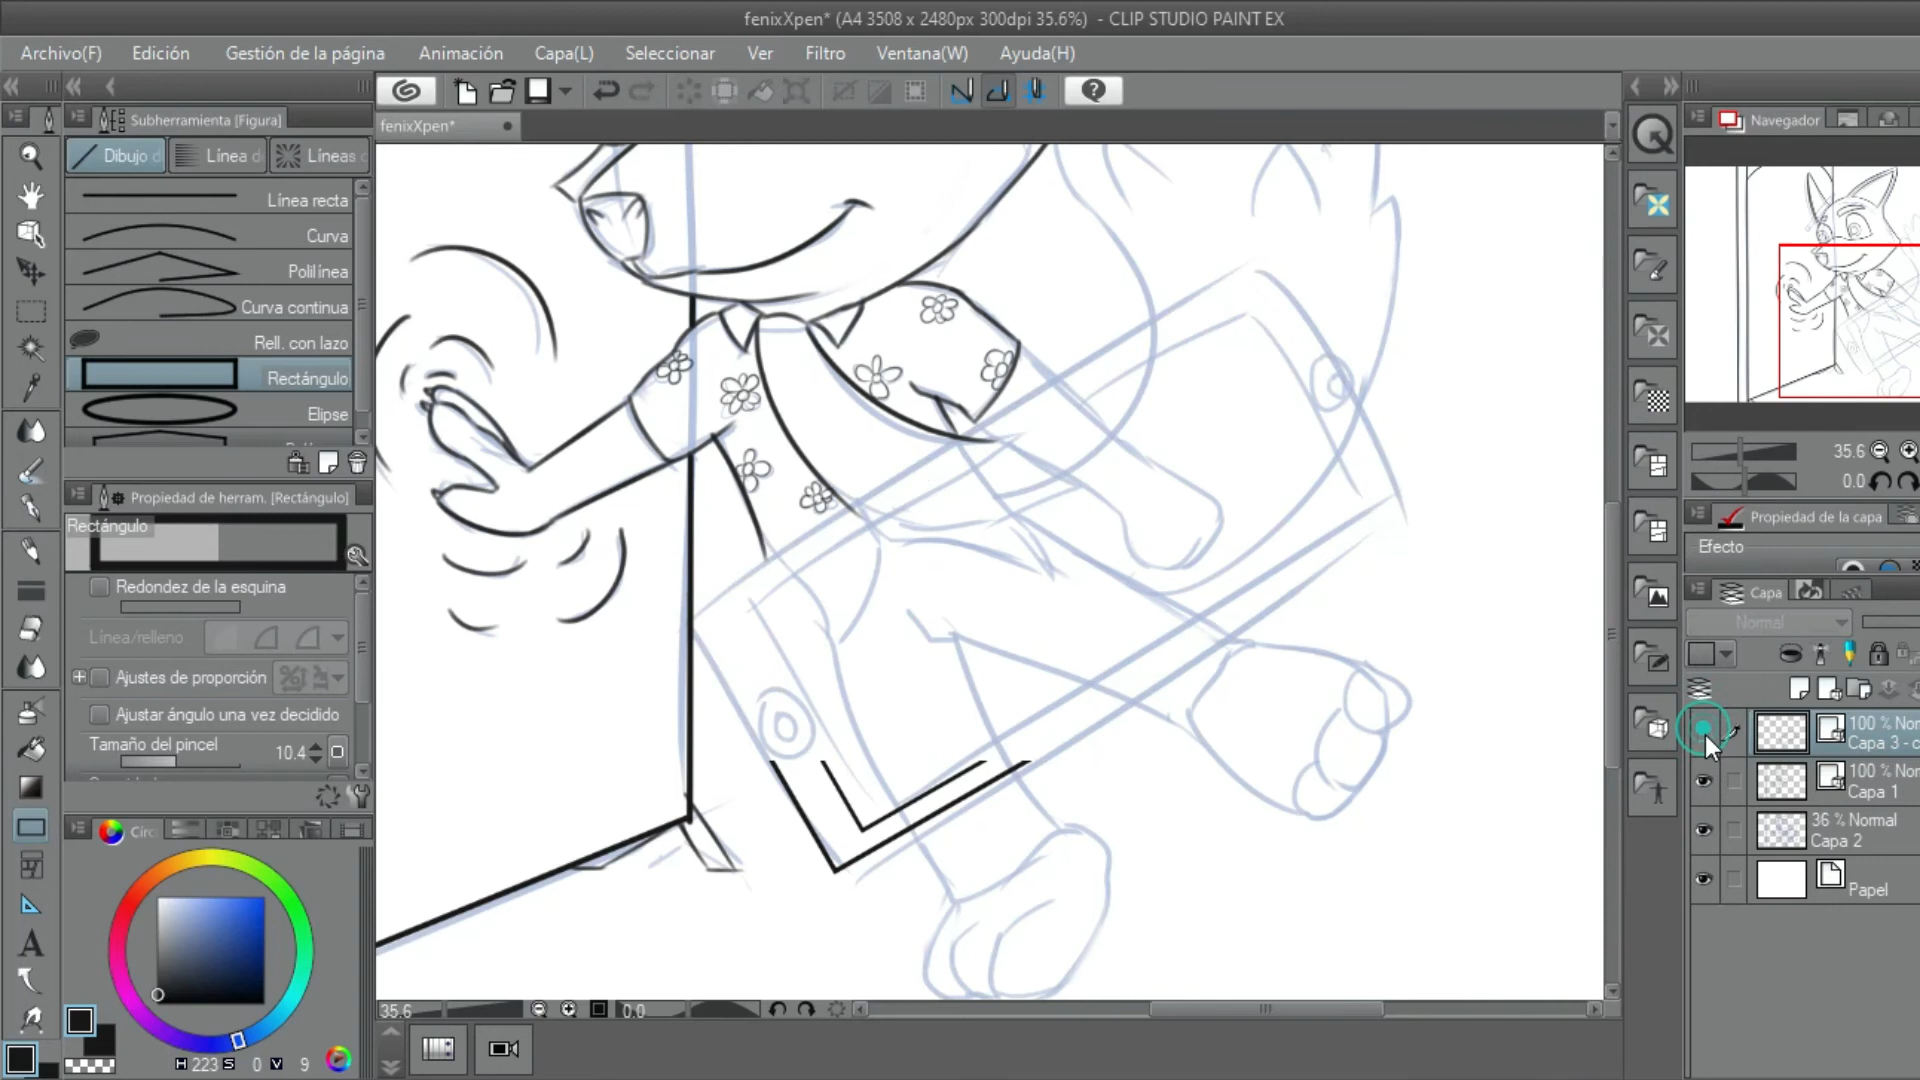 fenixXpen* (A4 3508 x 2480px 300dpi 35.6%) - CLIP STUDIO PAINT EX
Archivo(F) Edición Gestión de la página Animación Capa(L) Seleccionar Ver Filtro Ventana(W) Ayuda(H)
Subherramienta [Figura]
fenixXpen*
Navegador
Dibujo Línea d Líneas
Línea recta
Curva
Polilínea
Curva continua
Rell. con lazo
Rectángulo
Elipse
Propiedad de herram. [Rectángulo]
Rectángulo
Redondez de la esquina
Línea/relleno
Ajustes de proporción
Ajustar ángulo una vez decidido
Tamaño del pincel 10.4
Círc
H 223 S 0 V 9
35.6 0.0
35.6
0.0
Propiedad de la capa
Efecto
Capa
Normal
100 % Nor
Capa 3 - c
100 % Nor
Capa 1
36 % Normal
Capa 2
Papel